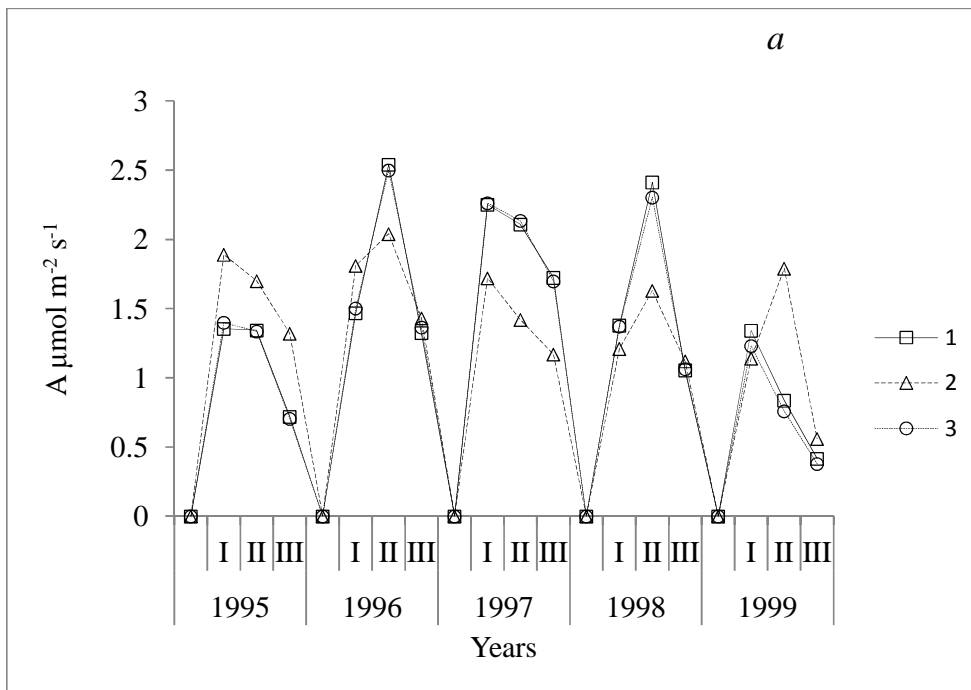 a
3
2.5
2
1.5
1
0.5
0
A µmol m-2 s-1
I II III I II III I II III I II III I II III
1995 1996 1997 1998 1999
Years
1
2
3